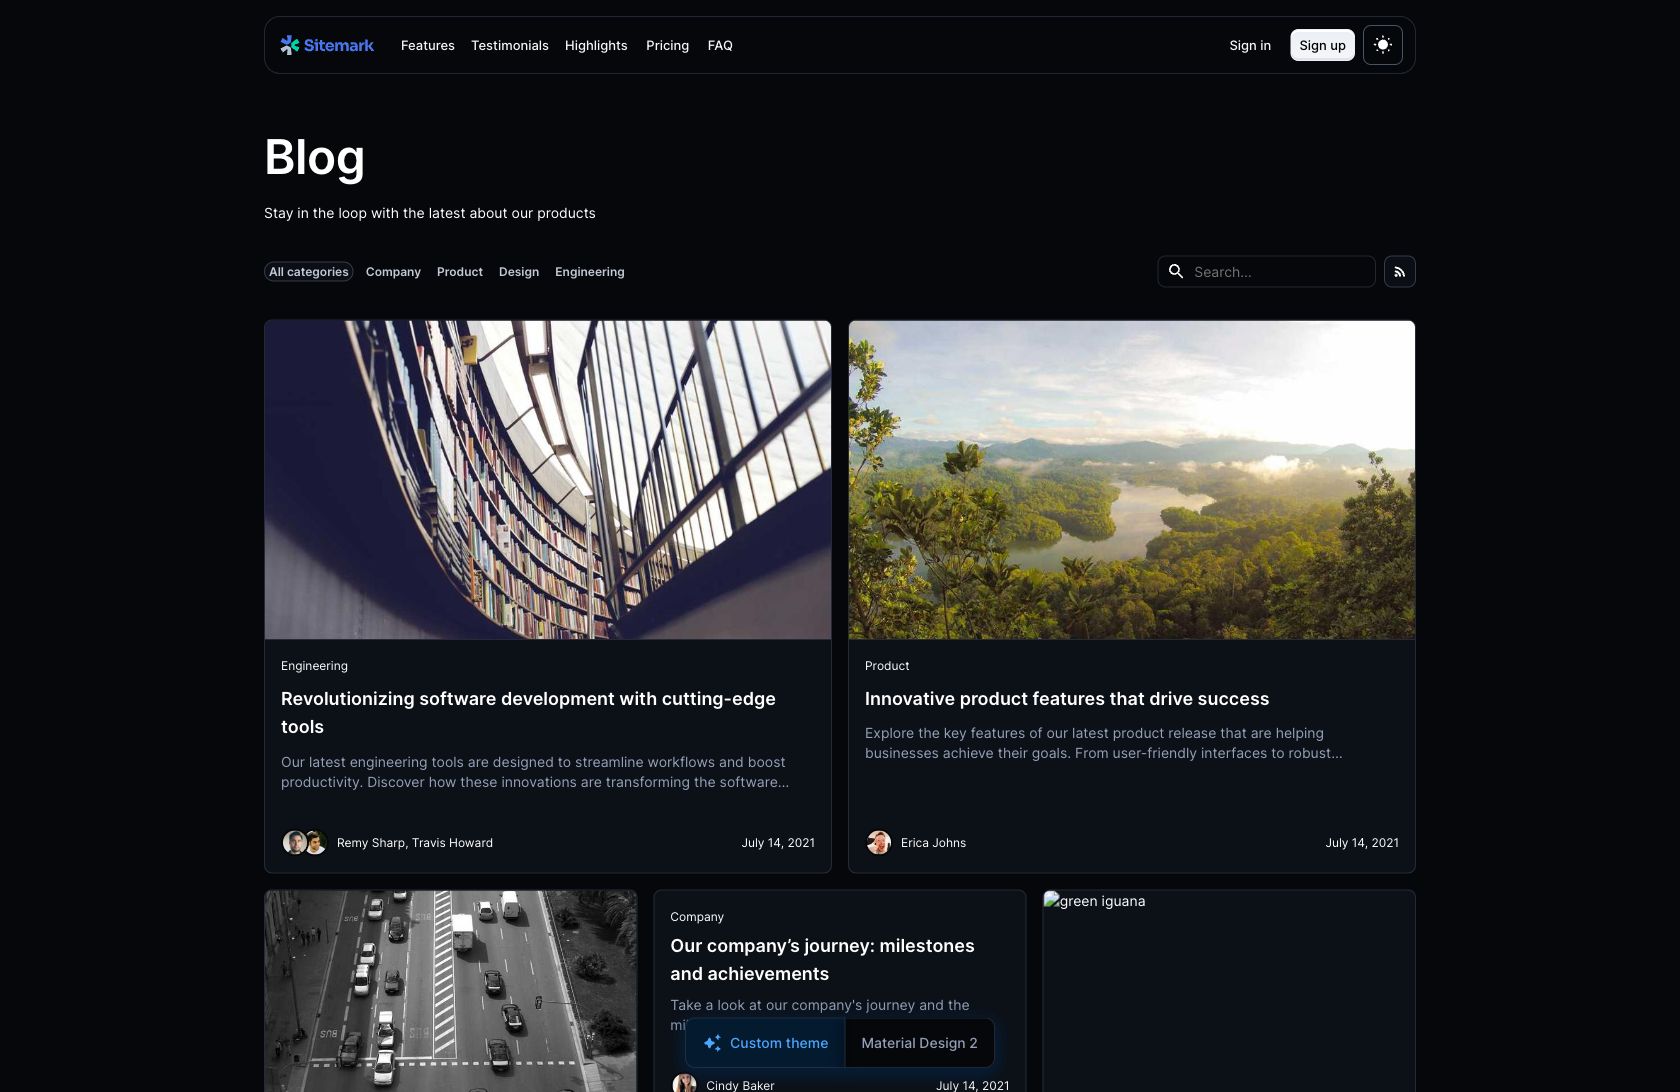 Sitemark Features Testimonials Highlights Pricing FAQ Sign in Sign up
Blog
Stay in the loop with the latest about our products
All categories Company Product Design Engineering Search...
Engineering
Revolutionizing software development with cutting-edge
tools
Our latest engineering tools are designed to streamline workflows and boost
productivity. Discover how these innovations are transforming the software...
Remy Sharp, Travis Howard July 14, 2021
Product
Innovative product features that drive success
Explore the key features of our latest product release that are helping
businesses achieve their goals. From user-friendly interfaces to robust...
Erica Johns July 14, 2021
BUS BUS
BUS BUS
Company
Our company’s journey: milestones
and achievements
Take a look at our company's journey and the
Custom theme Material Design 2
Cindy Baker July 14, 2021
green iguana